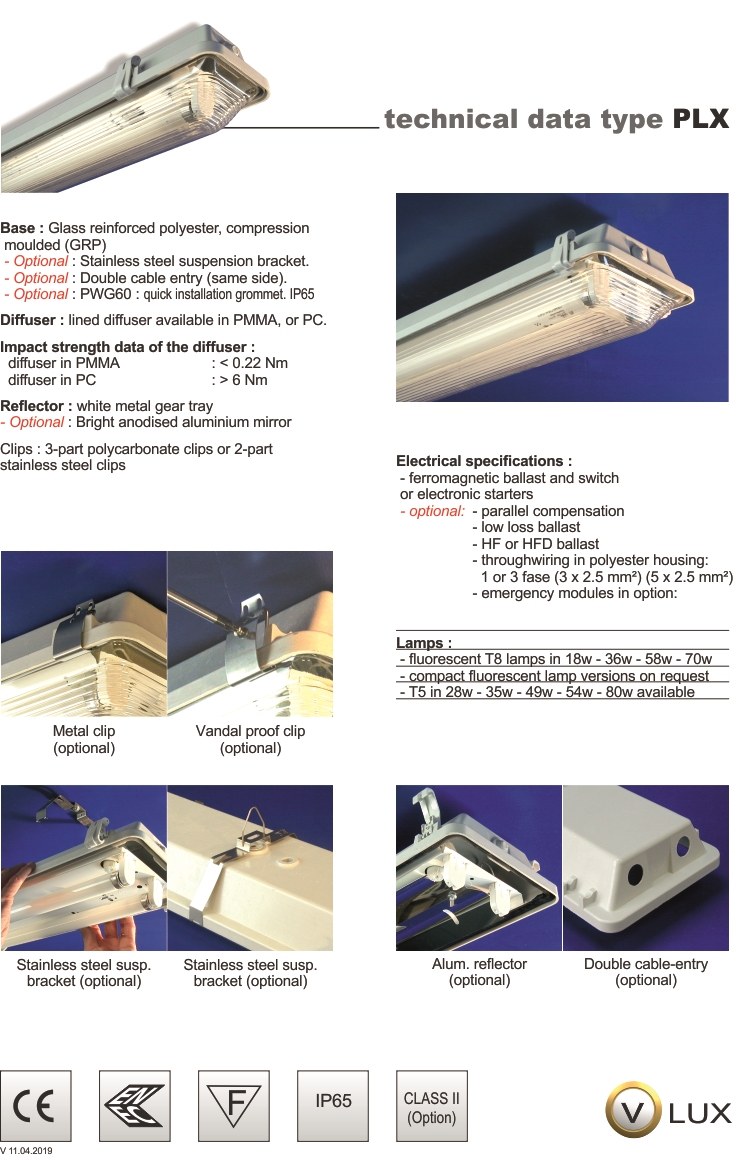 technical data type PLX
Base : Glass reinforced polyester, compression
moulded (GRP)
- Optional : Stainless steel suspension bracket.
- Optional : Double cable entry (same side).
- Optional : PWG60 : quick installation grommet. IP65
Diffuser : lined diffuser available in PMMA, or PC.
Impact strength data of the diffuser :
diffuser in PMMA : < 0.22 Nm
diffuser in PC : > 6 Nm
Reflector : white metal gear tray
- Optional : Bright anodised aluminium mirror
Clips : 3-part polycarbonate clips or 2-part
stainless steel clips
Electrical specifications :
- ferromagnetic ballast and switch
or electronic starters
- optional: - parallel compensation
- low loss ballast
- HF or HFD ballast
- throughwiring in polyester housing:
1 or 3 fase (3 x 2.5 mm²) (5 x 2.5 mm²)
- emergency modules in option:
Lamps :
- fluorescent T8 lamps in 18w - 36w - 58w - 70w
- compact fluorescent lamp versions on request
- T5 in 28w - 35w - 49w - 54w - 80w available
Metal clip
(optional)
Vandal proof clip
(optional)
Stainless steel susp.
bracket (optional)
Stainless steel susp.
bracket (optional)
Alum. reflector
(optional)
Double cable-entry
(optional)
CE
ENEC
F
IP65
CLASS II
(Option)
V LUX
V 11.04.2019